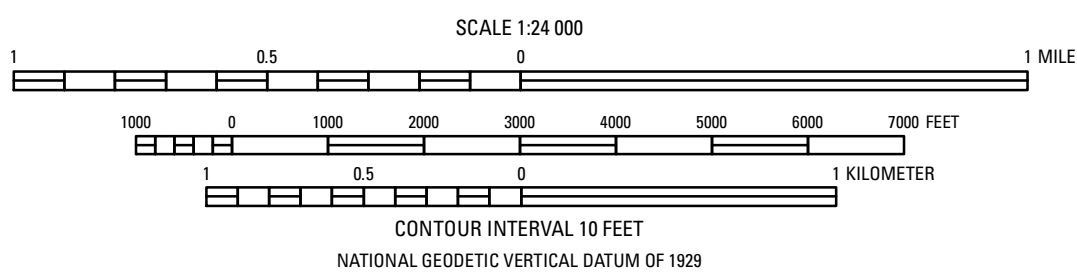 SCALE 1:24 000
1 0.5 0 1 MILE
1000 0 1000 2000 3000 4000 5000 6000 7000 FEET
1 0.5 0 1 KILOMETER
CONTOUR INTERVAL 10 FEET
NATIONAL GEODETIC VERTICAL DATUM OF 1929